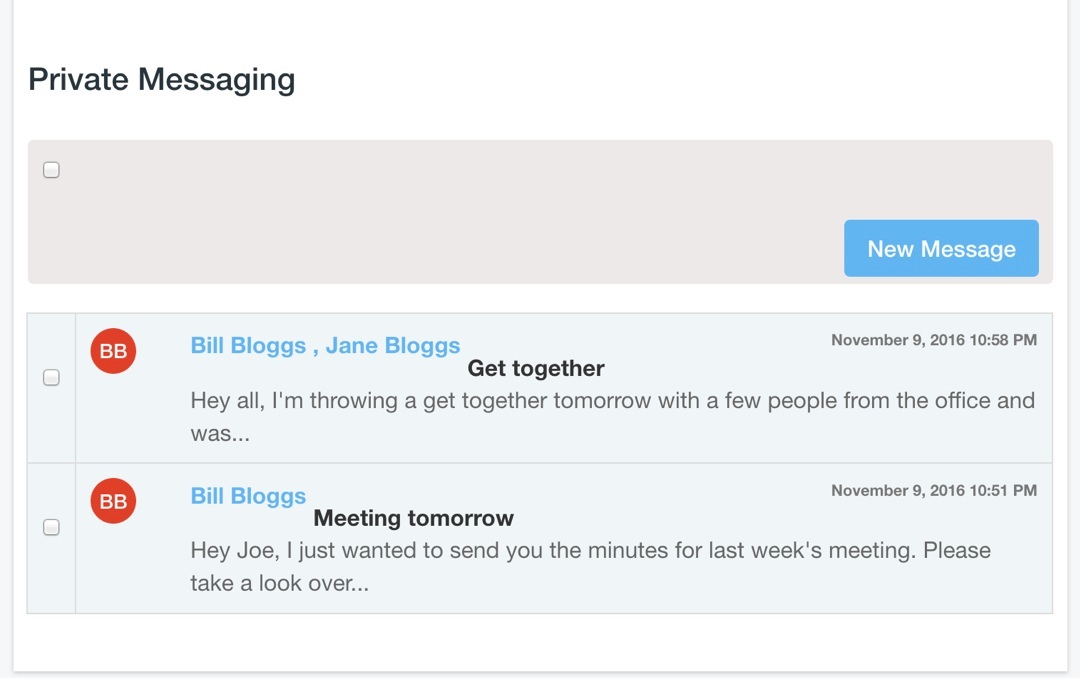 Private Messaging
New Message
BB
Bill Bloggs , Jane Bloggs
November 9, 2016 10:58 PM
Get together
Hey all, I'm throwing a get together tomorrow with a few people from the office and
was...
BB
Bill Bloggs
November 9, 2016 10:51 PM
Meeting tomorrow
Hey Joe, I just wanted to send you the minutes for last week's meeting. Please
take a look over...